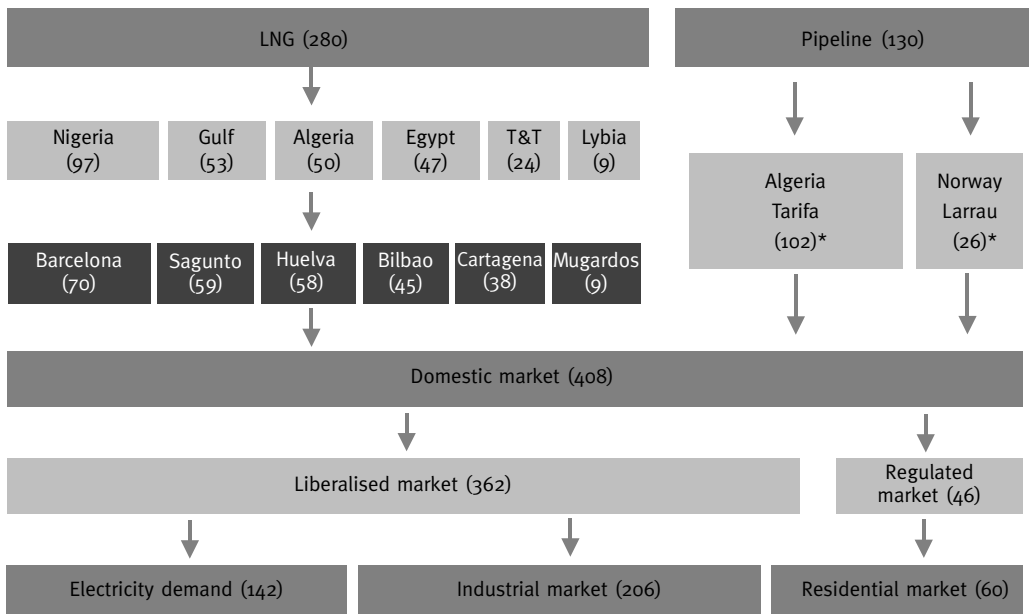 LNG (280)
Pipeline (130)
Nigeria
(97)
Gulf
(53)
Algeria
(50)
Egypt
(47)
T&T
(24)
Lybia
(9)
Algeria
Tarifa
(102)*
Norway
Larrau
(26)*
Barcelona
(70)
Sagunto
(59)
Huelva
(58)
Bilbao
(45)
Cartagena
(38)
Mugardos
(9)
Domestic market (408)
Liberalised market (362)
Regulated
market (46)
Electricity demand (142)
Industrial market (206)
Residential market (60)